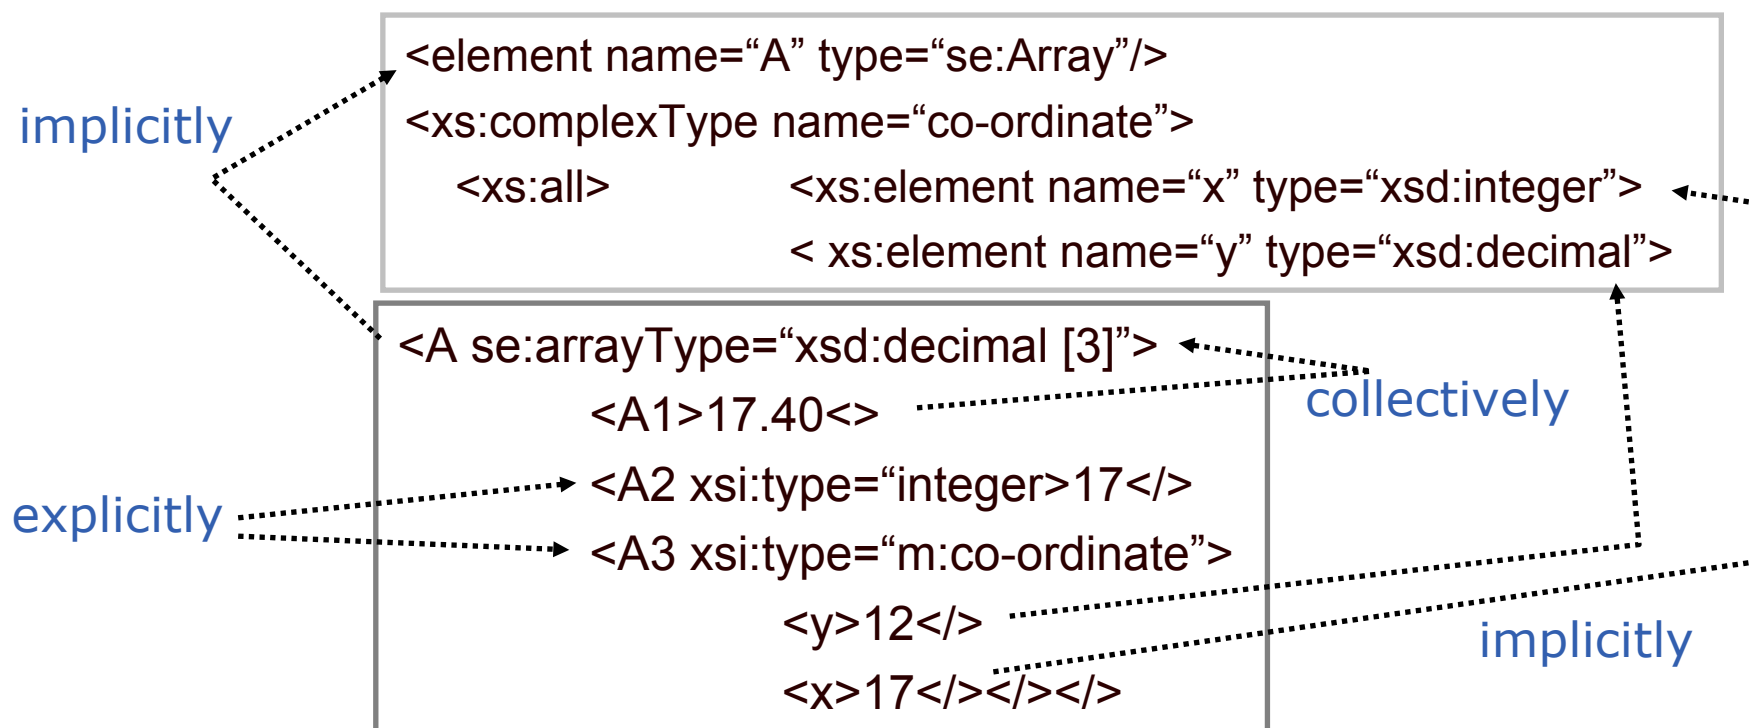 <element name=“A” type=“se:Array”/>
implicitly
<xs:complexType name=“co-ordinate”>
<xs:all> <xs:element name=“x” type=“xsd:integer”>
< xs:element name=“y” type=“xsd:decimal”>
<A se:arrayType=“xsd:decimal [3]”>
collectively
<A1>17.40<>
<A2 xsi:type=“integer>17</>
explicitly
<A3 xsi:type=“m:co-ordinate”>
<y>12</>
implicitly
<x>17</></></>